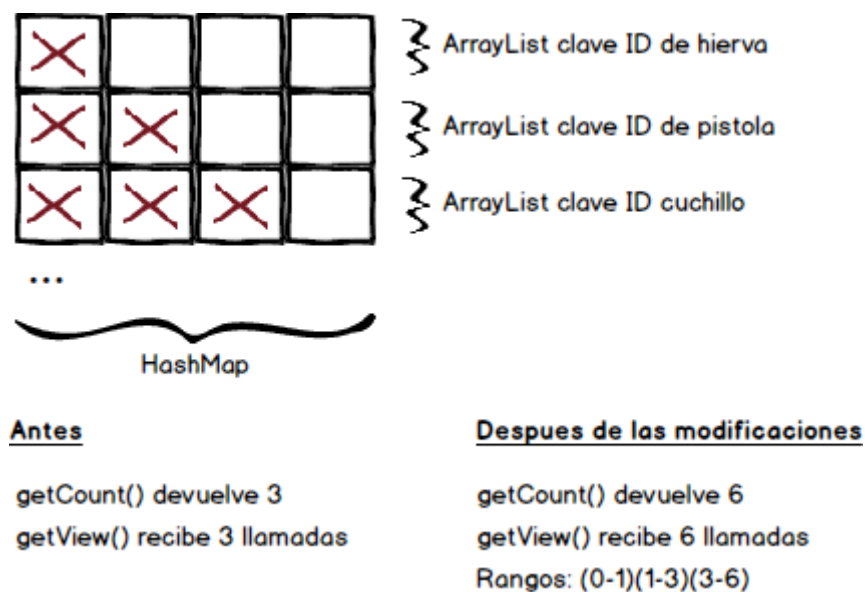 ArrayList clave ID de hierva
ArrayList clave ID de pistola
ArrayList clave ID cuchillo
...
HashMap
Antes
getCount() devuelve 3
getView() recibe 3 llamadas
Despues de las modificaciones
getCount() devuelve 6
getView() recibe 6 llamadas
Rangos: (0-1)(1-3)(3-6)